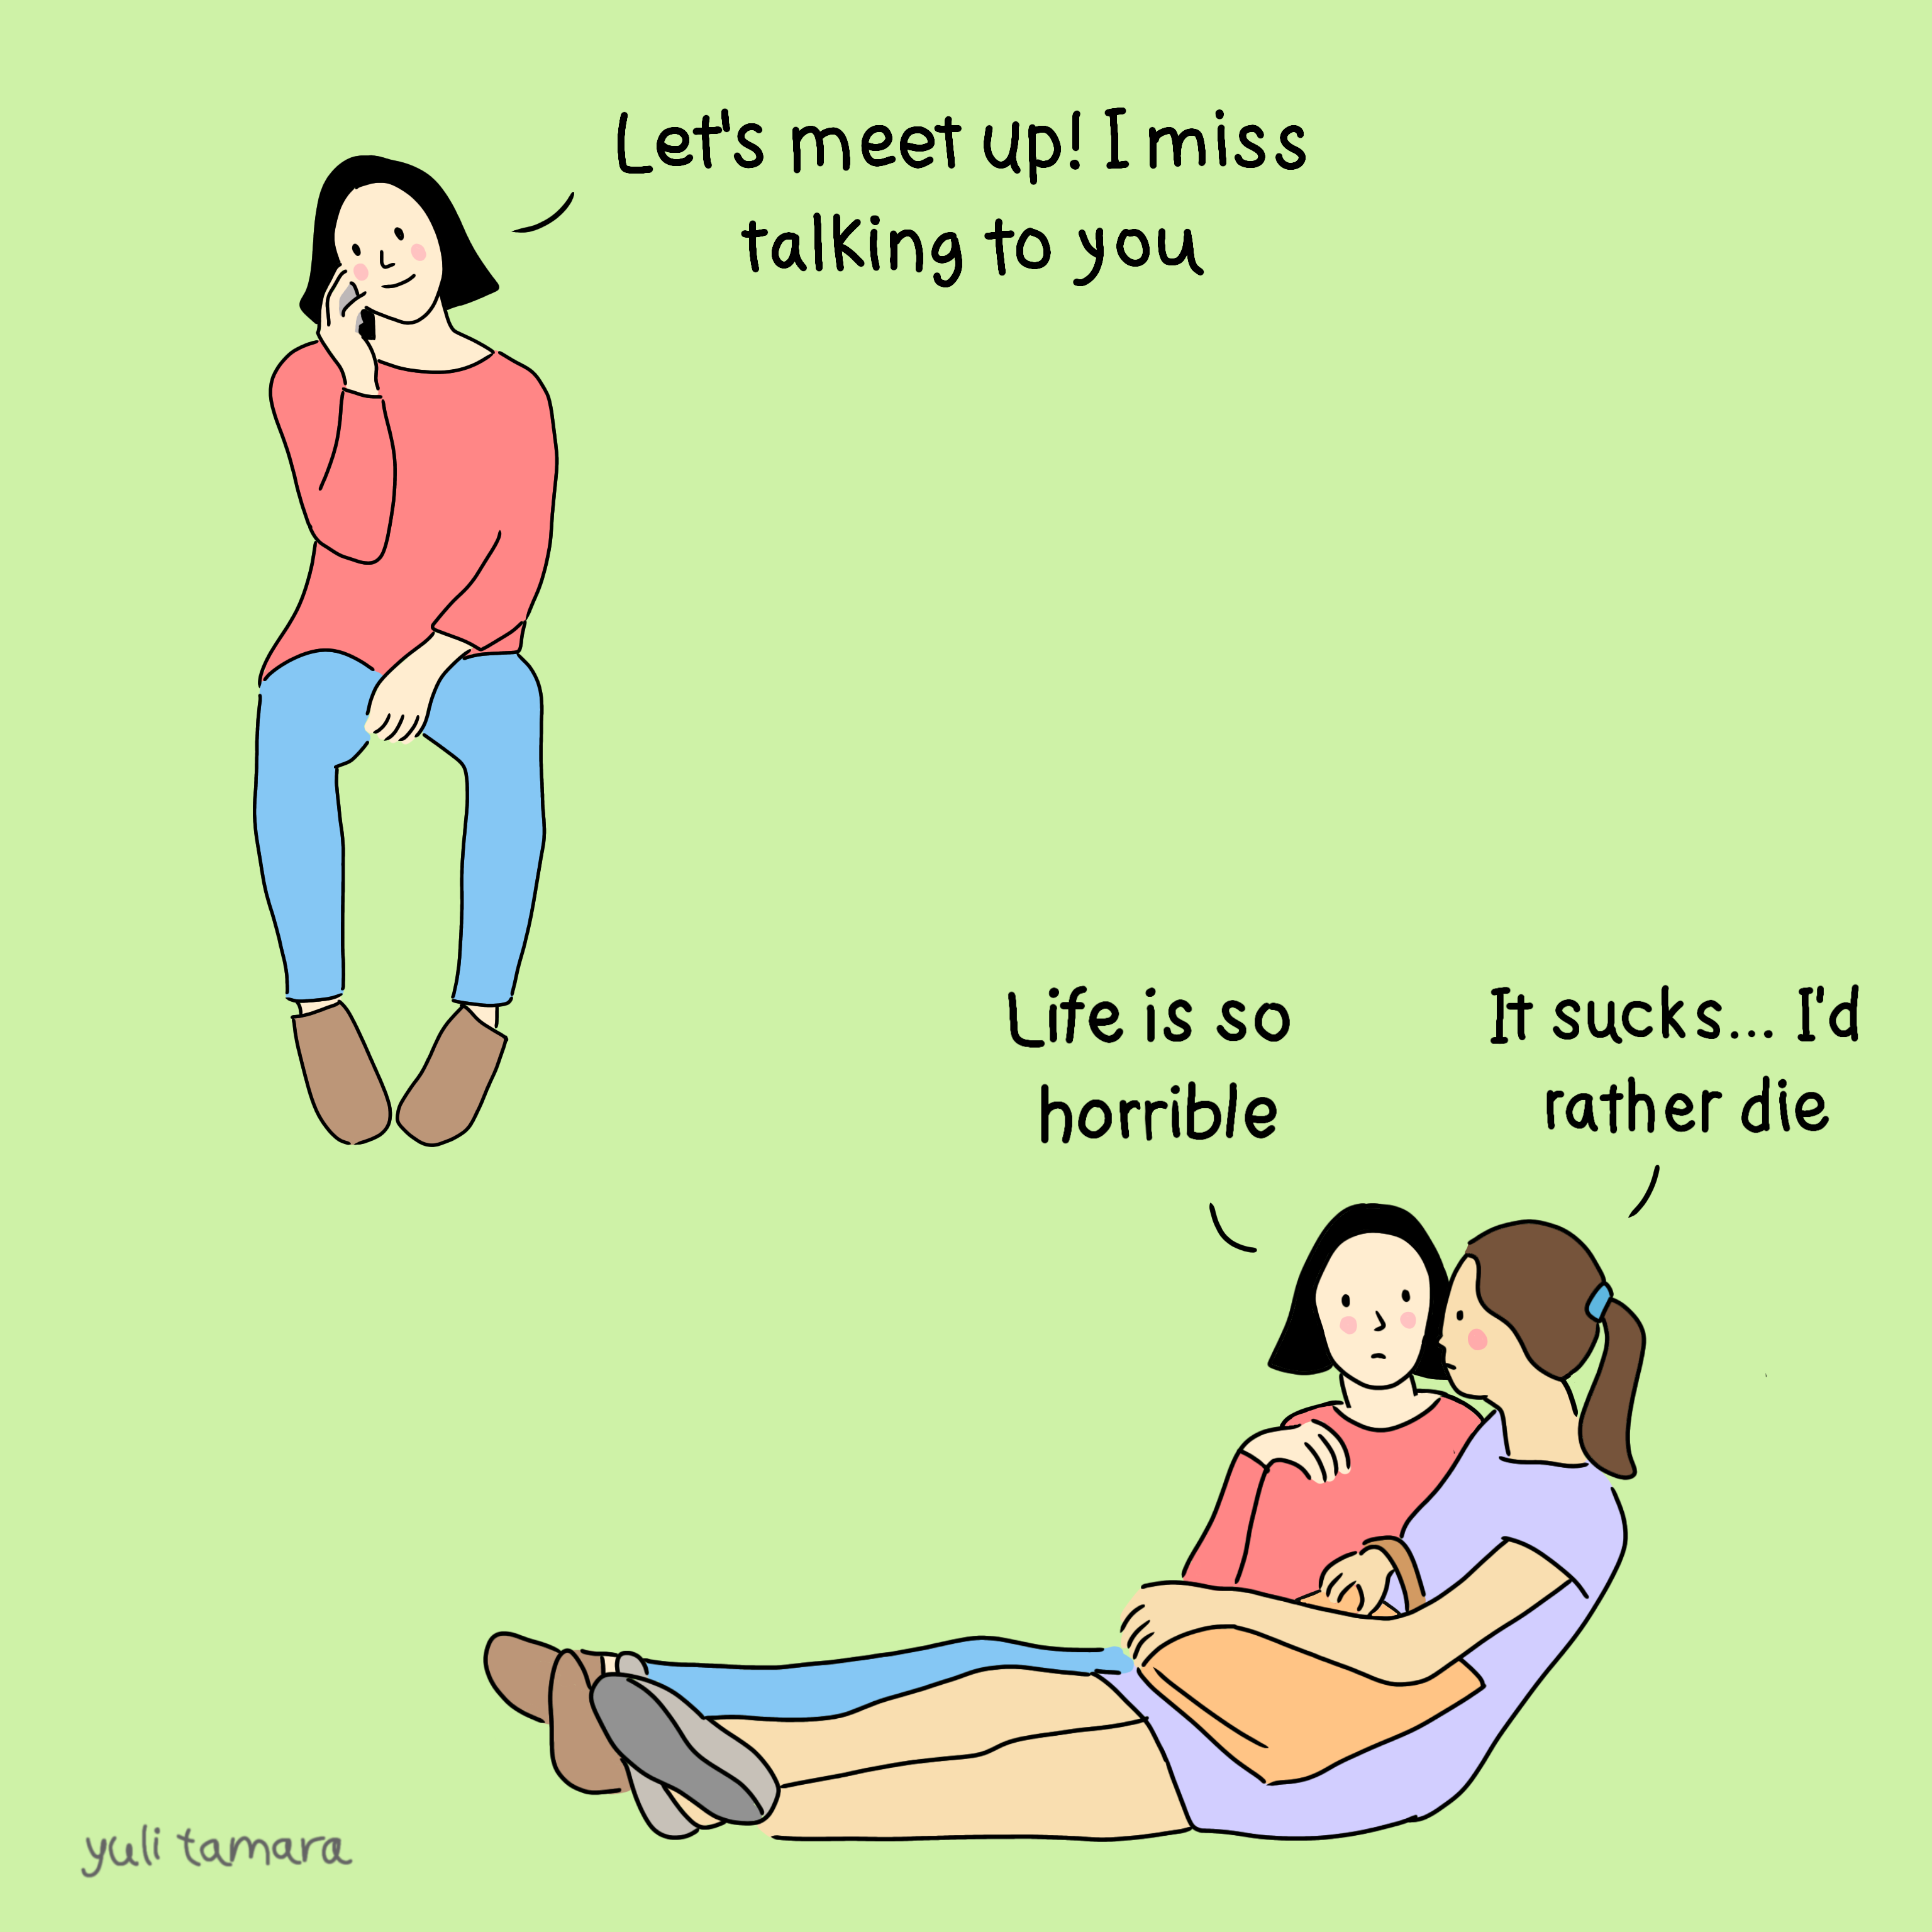 Let's meet up! I miss
talking to you
Life is so
horrible
It sucks... I'd
rather die
yuli tamara